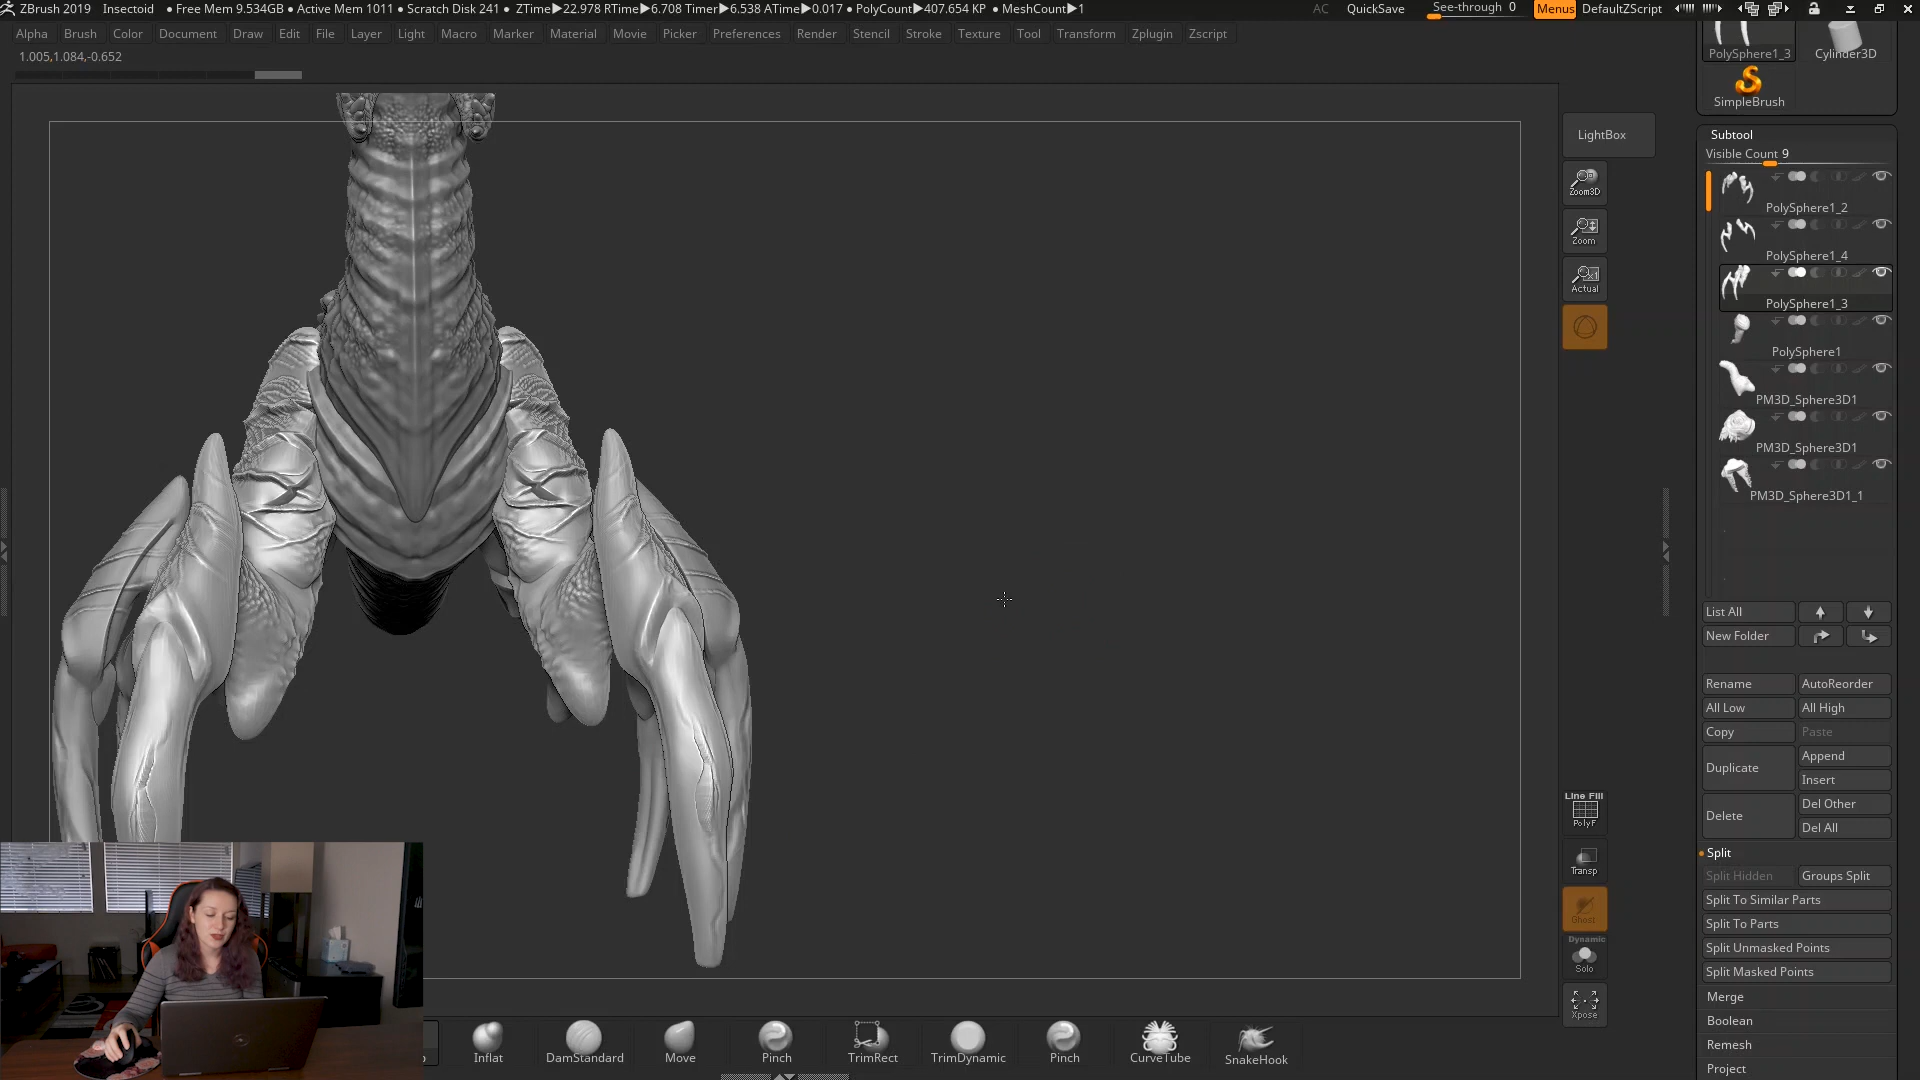 ZBrush 2019 Insectoid • Free Mem 9.534GB • Active Mem 1011 • Scratch Disk 241 • ZTime▶22.978 RTime▶6.708 Timer▶6.538 ATime▶0.017 • PolyCount▶407.654 KP • MeshCount▶1 AC QuickSave See-through 0 Menus DefaultZScript
Alpha Brush Color Document Draw Edit File Layer Light Macro Marker Material Movie Picker Preferences Render Stencil Stroke Texture Tool Transform Zplugin Zscript
1.005,1.084,-0.652
PolySphere1_3 Cylinder3D
SimpleBrush
LightBox
Zoom3D
Zoom
Actual
Line Fill
PolyF
Transp
Ghost
Dynamic
Solo
Xpose
Subtool
Visible Count 9
PolySphere1_2
PolySphere1_4
PolySphere1_3
PolySphere1
PM3D_Sphere3D1
PM3D_Sphere3D1
PM3D_Sphere3D1_1
List All
New Folder
Rename AutoReorder
All Low All High
Copy Paste
Duplicate Append
Insert
Delete Del Other
Del All
Split
Split Hidden Groups Split
Split To Similar Parts
Split To Parts
Split Unmasked Points
Split Masked Points
Merge
Boolean
Remesh
Project
Inflat DamStandard Move Pinch TrimRect TrimDynamic Pinch CurveTube SnakeHook